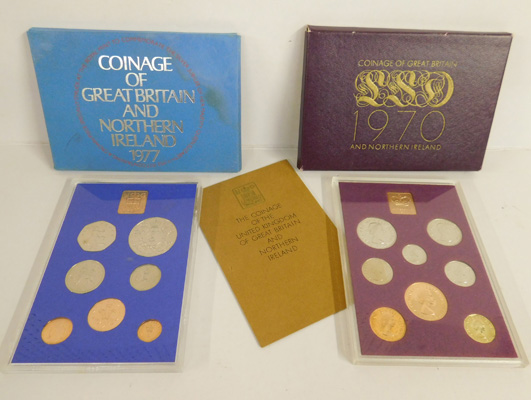 COINAGE
OF
GREAT BRITAIN
AND
NORTHERN
IRELAND
1977
COINAGE OF GREAT BRITAIN
LSD
1970
AND NORTHERN IRELAND
THE COINAGE
OF THE
UNITED KINGDOM
OF GREAT BRITAIN
AND
NORTHERN
IRELAND